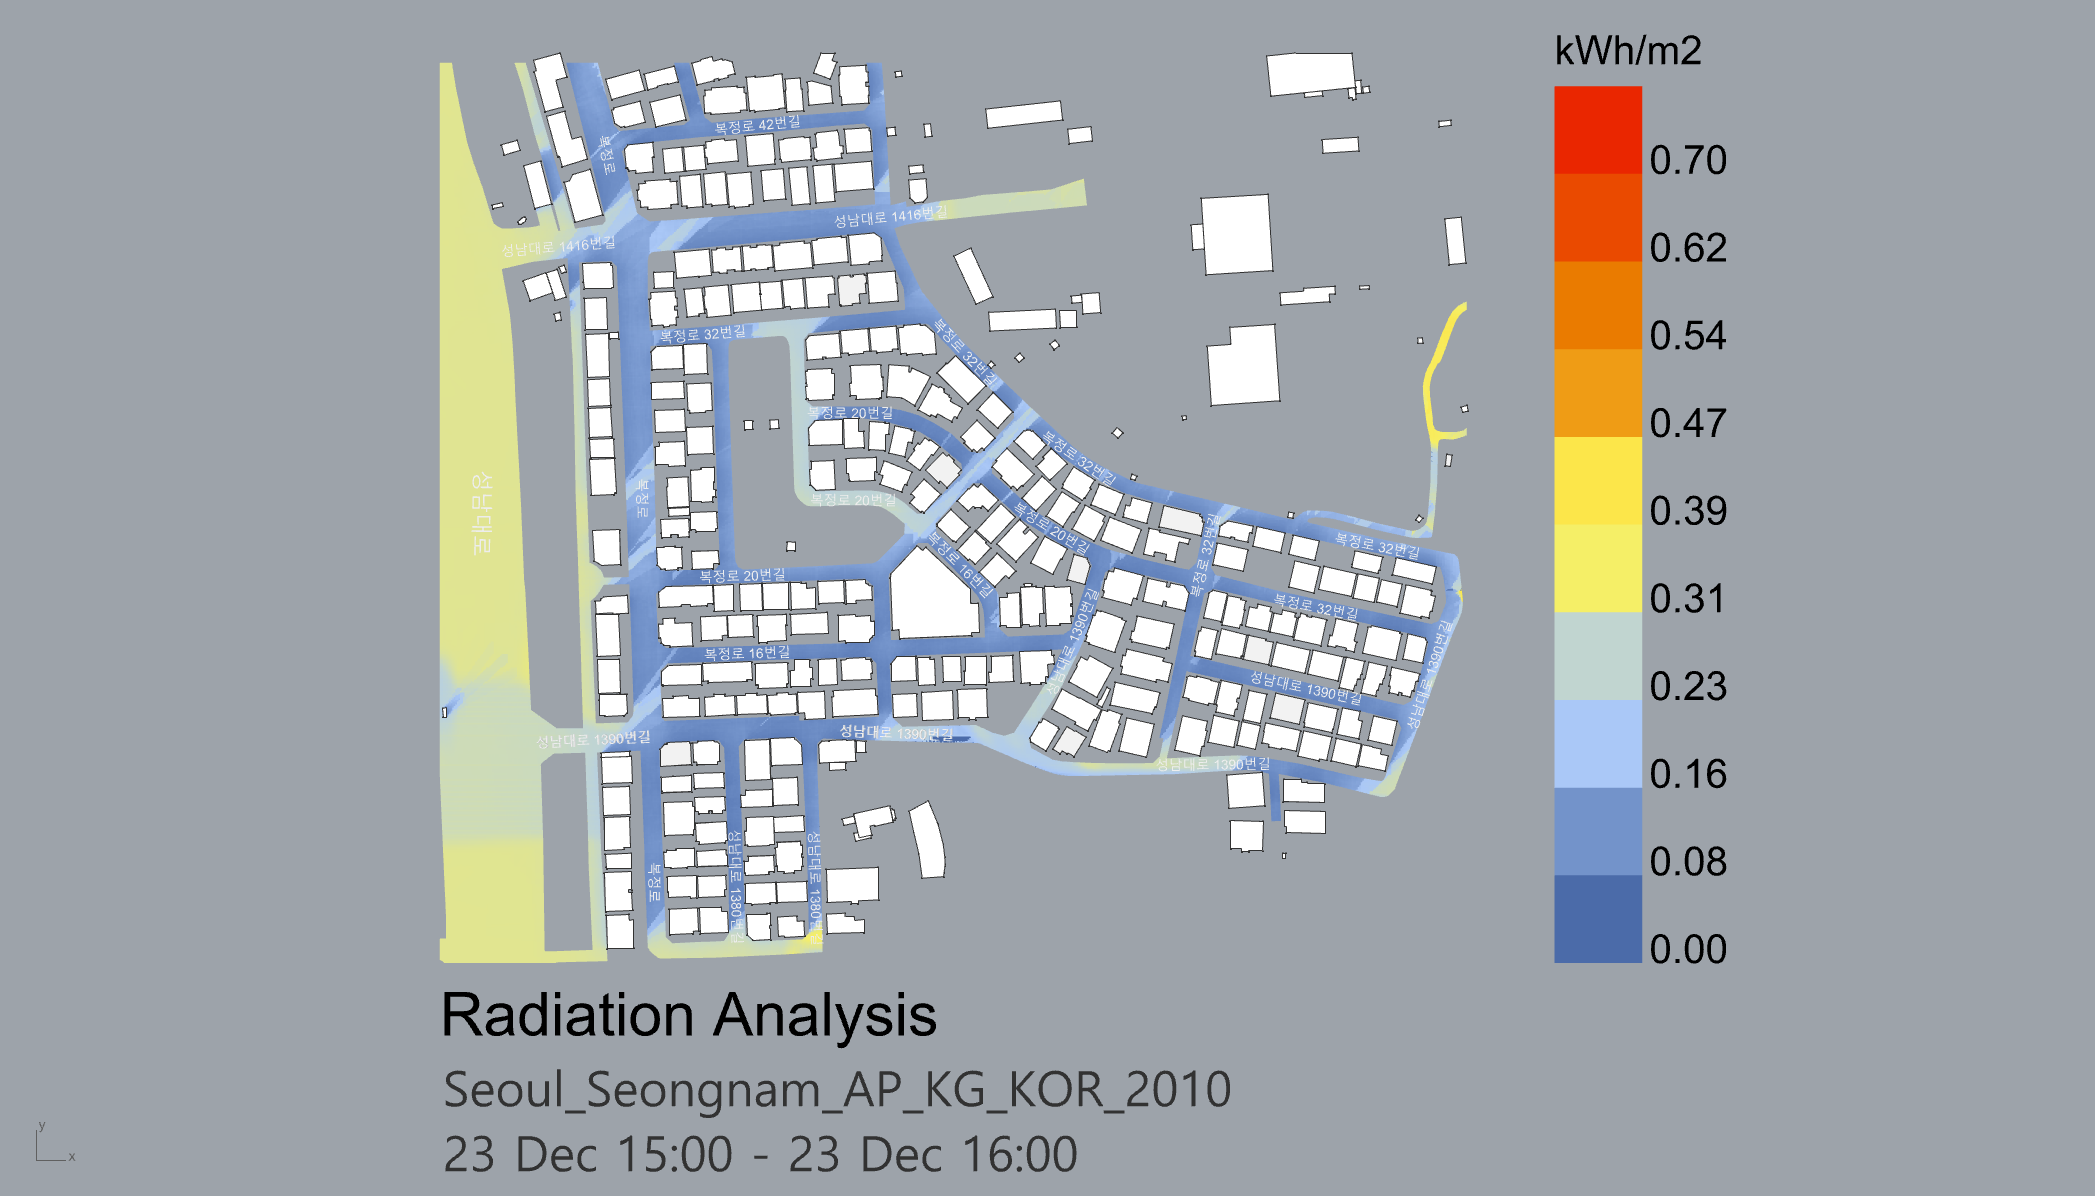 kWh/m2
0.70
0.62
0.54
0.47
0.39
0.31
0.23
0.16
0.08
0.00
복정로 42번길
복정로
성남대로 1416번길
성남대로 1416번길
복정로 32번길
복정로 32번길
복정로 20번길
복정로 32번길
성남대로
복정로
복정로 20번길
복정로 20번길
복정로 32번길
복정로 32번길
복정로 16번길
복정로 20번길
복정로 32번길
성남대로 1390번길
복정로 16번길
성남대로 1390번길
성남대로 1390번길
성남대로 1390번길
성남대로 1390번길
성남대로 1390번길
복정로
성남대로 1380번길
성남대로 1380번길
Radiation Analysis
Seoul_Seongnam_AP_KG_KOR_2010
23 Dec 15:00 - 23 Dec 16:00
y
x